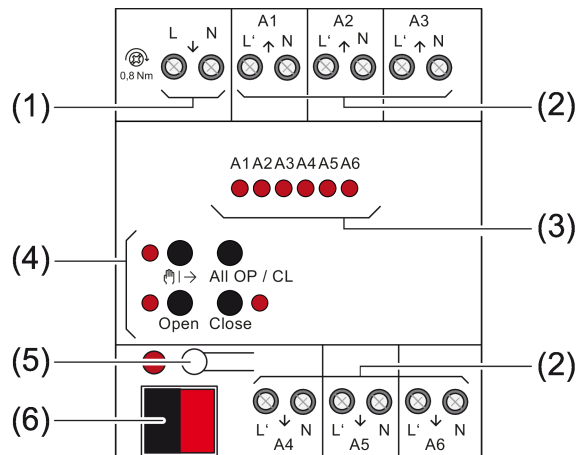 A1 A2 A3
L N L‘ N L‘ N L‘ N
0,8 Nm
(1) (2)
A1 A2 A3 A4 A5 A6
(3)
(4)
All OP / CL
Open Close
(5) (2)
(6)
L‘ N L‘ N L‘ N
A4 A5 A6